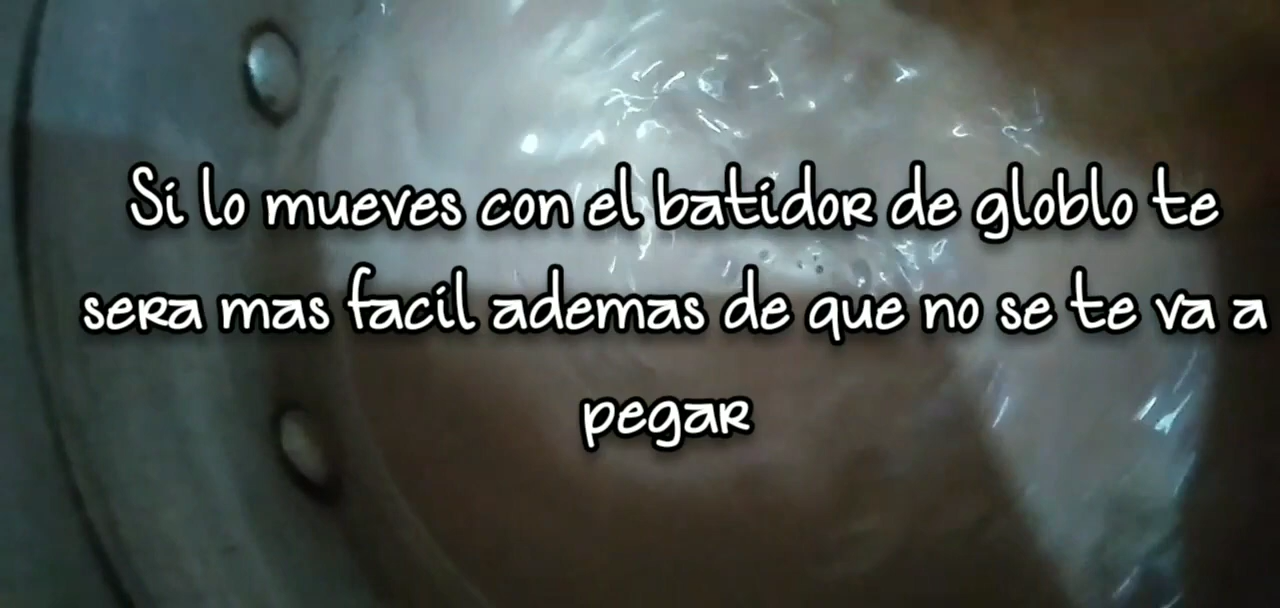 Si lo mueves con el batidor de globlo te
sera mas facil ademas de que no se te va a
pegar